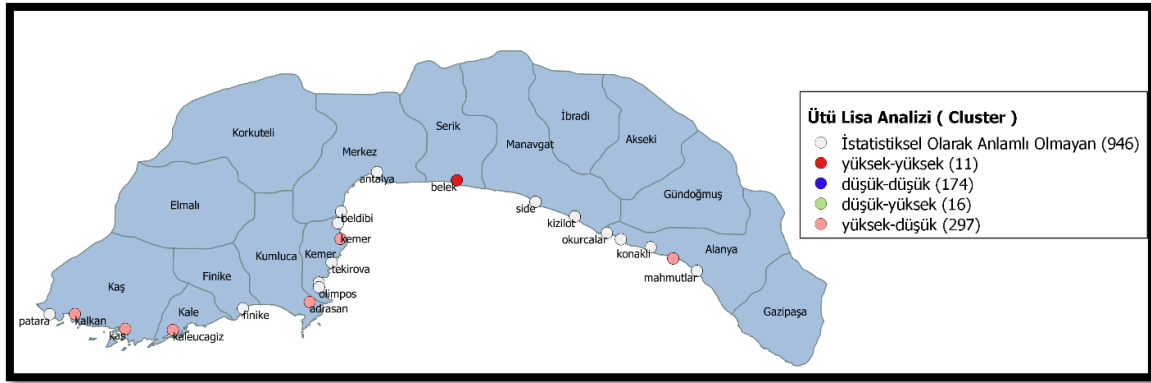 Korkuteli
Merkez
Serik
Manavgat
İbradi
Akseki
Gündoğmuş
Elmalı
Kaş
Finike
Kale
Kumluca
Kemer
Alanya
Gazipaşa
antalya
belek
beldibi
kemer
tekirova
olimpos
adrasan
finike
kaleucagiz
kaş
kalkan
patara
side
kizilot
okurcalar
konakli
mahmutlar
Ütü Lisa Analizi ( Cluster )
İstatistiksel Olarak Anlamlı Olmayan (946)
yüksek-yüksek (11)
düşük-düşük (174)
düşük-yüksek (16)
yüksek-düşük (297)